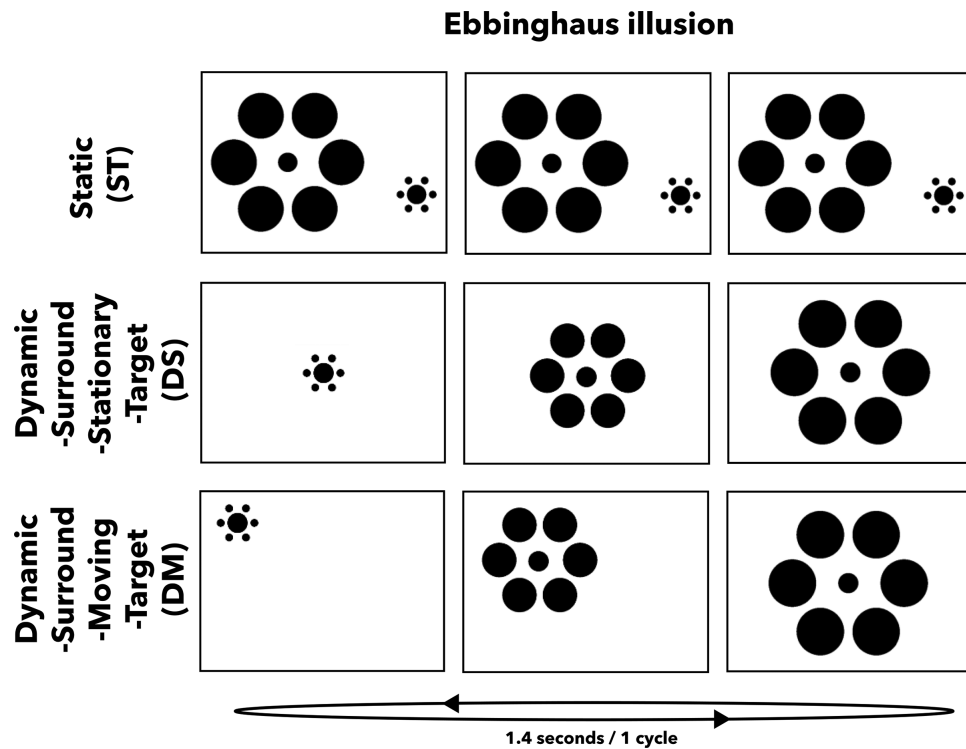 Ebbinghaus illusion
Static
(ST)
Dynamic
-Surround
-Stationary
-Target
(DS)
Dynamic
-Surround
-Moving
-Target
(DM)
1.4 seconds / 1 cycle